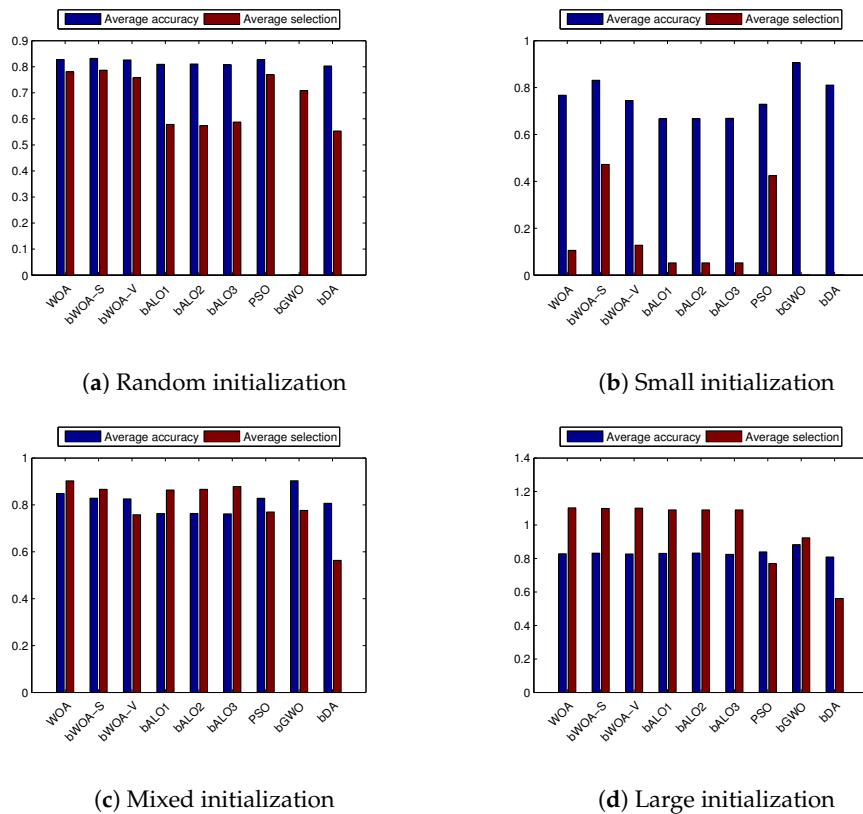 Average accuracy Average selection
0.9
0.8
0.7
0.6
0.5
0.4
0.3
0.2
0.1
0
WOA bWOA−S bWOA−V bALO1 bALO2 bALO3 PSO bGWO bDA
(a) Random initialization
Average accuracy Average selection
1
0.8
0.6
0.4
0.2
0
WOA bWOA−S bWOA−V bALO1 bALO2 bALO3 PSO bGWO bDA
(b) Small initialization
Average accuracy Average selection
1
0.8
0.6
0.4
0.2
0
WOA bWOA−S bWOA−V bALO1 bALO2 bALO3 PSO bGWO bDA
(c) Mixed initialization
Average accuracy Average selection
1.4
1.2
1
0.8
0.6
0.4
0.2
0
WOA bWOA−S bWOA−V bALO1 bALO2 bALO3 PSO bGWO bDA
(d) Large initialization